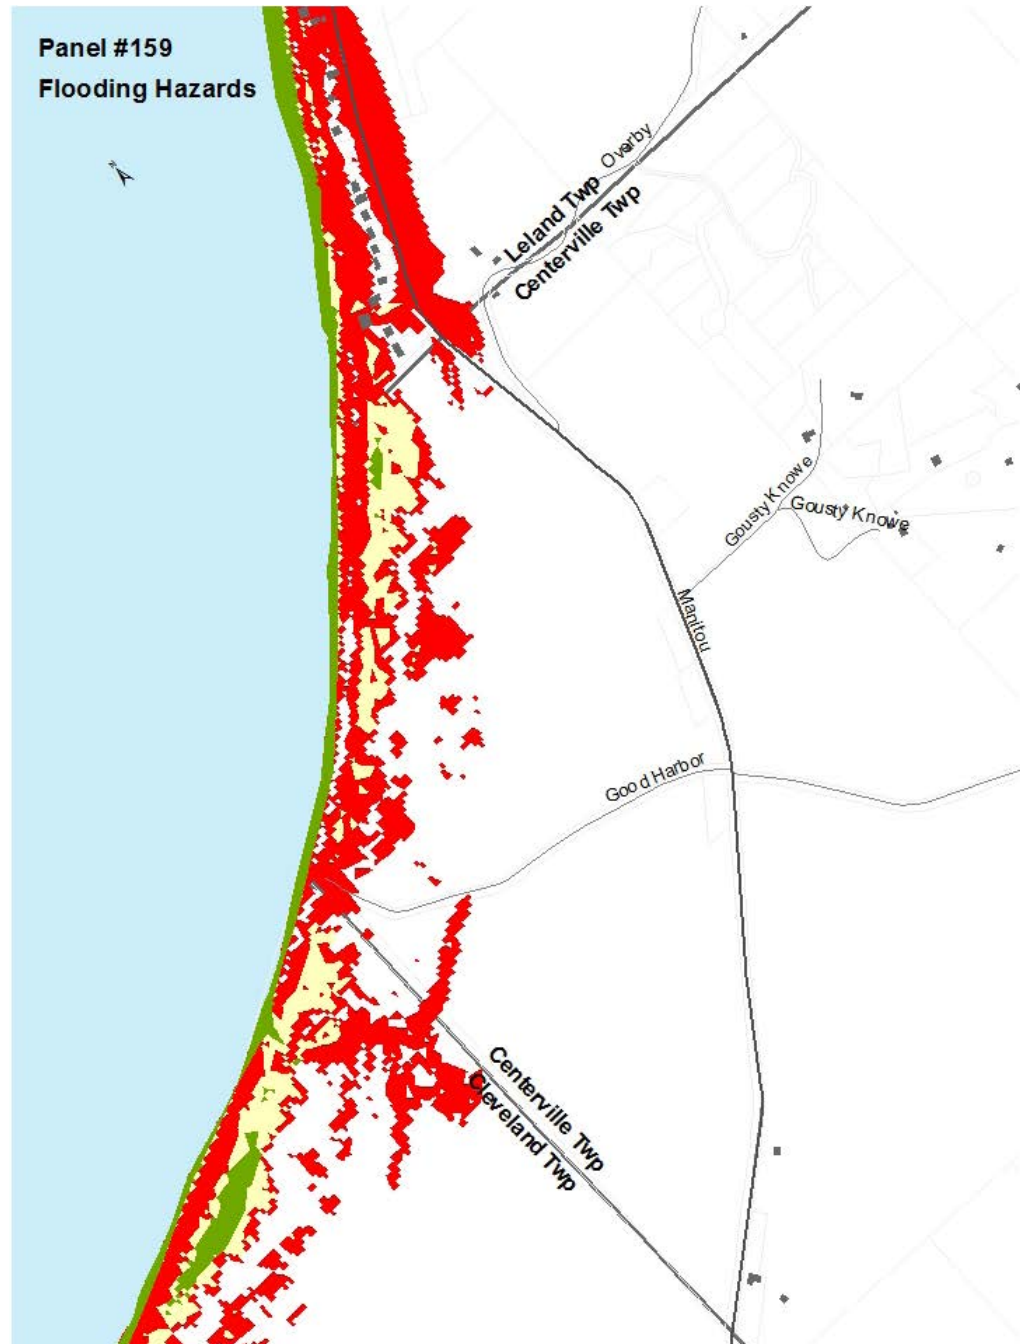 Panel #159
Flooding Hazards
Overby
Leland Twp
Centerville Twp
Gousty Knowe
Gousty Knowe
Manitou
Good Harbor
Centerville Twp
Cleveland Twp